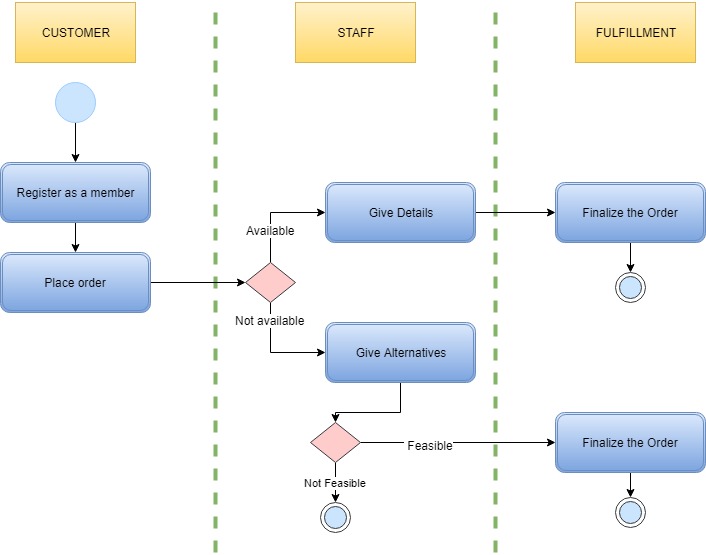 CUSTOMER
STAFF
FULFILLMENT
Register as a member
Place order
Available
Not available
Give Details
Finalize the Order
Give Alternatives
Feasible
Not Feasible
Finalize the Order